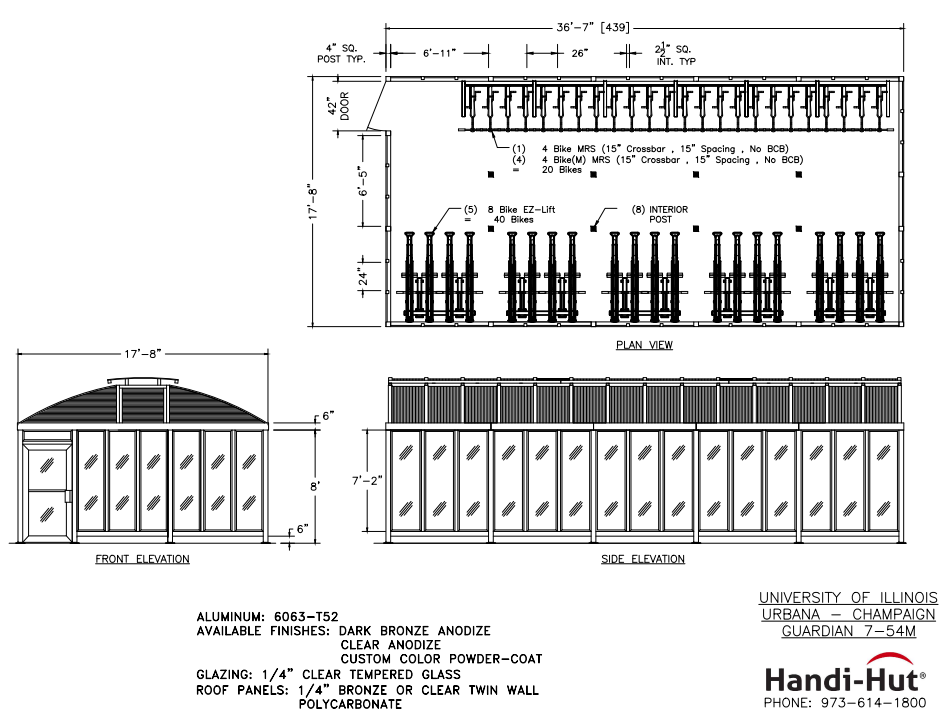 36'-7" [439]
4" SQ.
POST TYP.
6'-11"
26"
2 1/2" SQ.
INT. TYP
42"
DOOR
(1) 4 Bike MRS (15" Crossbar , 15" Spacing , No BCB)
(4) 4 Bike(M) MRS (15" Crossbar , 15" Spacing , No BCB)
= 20 Bikes
17'-8"
6'-5"
(5) 8 Bike EZ-Lift
= 40 Bikes
(8) INTERIOR
POST
24"
PLAN VIEW
17'-8"
6"
8'
6"
7'-2"
FRONT ELEVATION
SIDE ELEVATION
ALUMINUM: 6063-T52
AVAILABLE FINISHES: DARK BRONZE ANODIZE
CLEAR ANODIZE
CUSTOM COLOR POWDER-COAT
GLAZING: 1/4" CLEAR TEMPERED GLASS
ROOF PANELS: 1/4" BRONZE OR CLEAR TWIN WALL
POLYCARBONATE
UNIVERSITY OF ILLINOIS
URBANA - CHAMPAIGN
GUARDIAN 7-54M
Handi-Hut®
PHONE: 973-614-1800